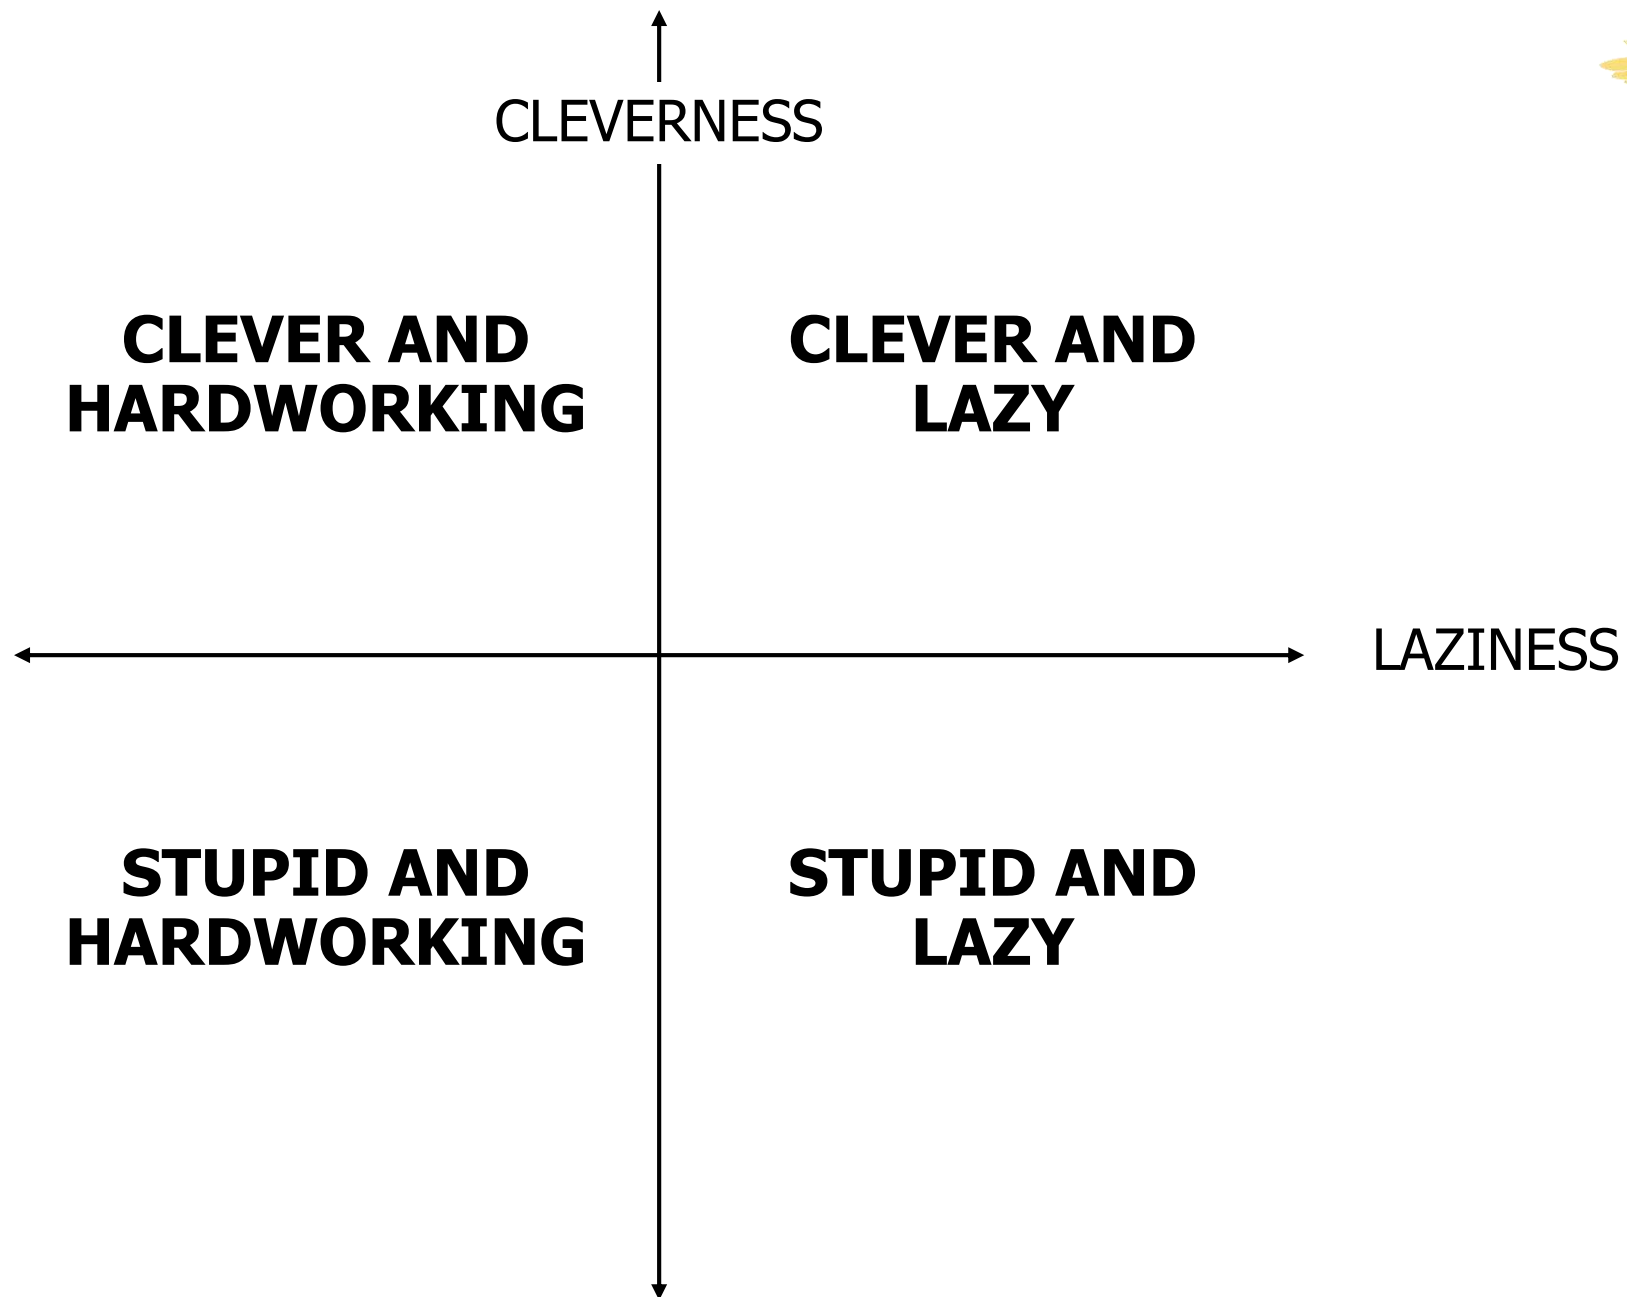 CLEVERNESS
CLEVER AND
HARDWORKING
CLEVER AND
LAZY
LAZINESS
STUPID AND
HARDWORKING
STUPID AND
LAZY